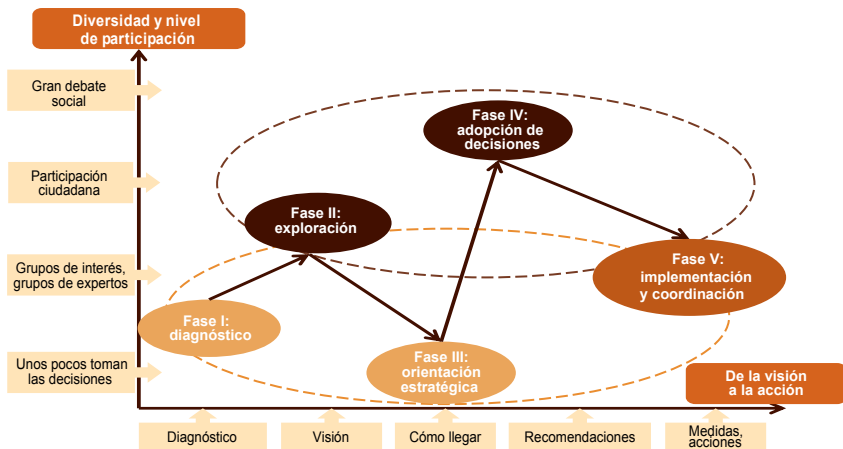 Diversidad y nivel
de participación
Gran debate
social
Participación
ciudadana
Grupos de interés,
grupos de expertos
Unos pocos toman
las decisiones
Fase I:
diagnóstico
Fase II:
exploración
Fase III:
orientación
estratégica
Fase IV:
adopción de
decisiones
Fase V:
implementación
y coordinación
De la visión
a la acción
Diagnóstico
Visión
Cómo llegar
Recomendaciones
Medidas,
acciones